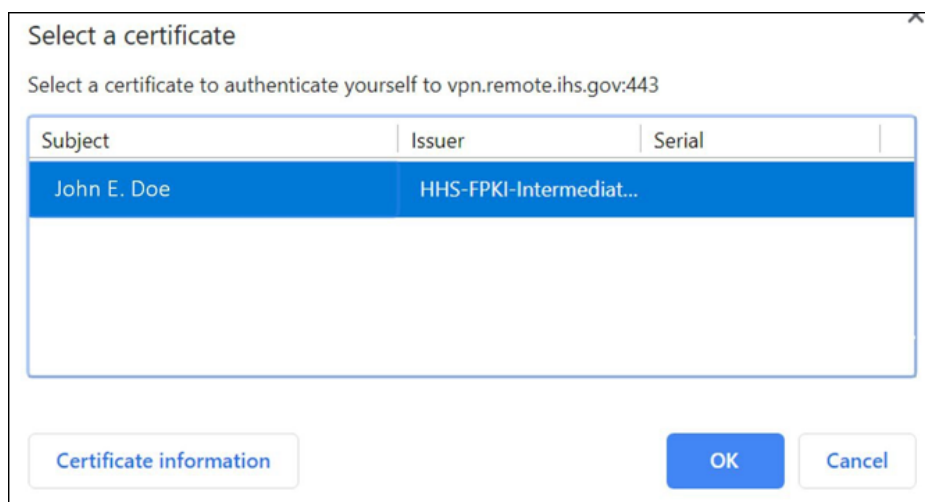 Select a certificate
Select a certificate to authenticate yourself to vpn.remote.ihs.gov:443
Subject Issuer Serial
John E. Doe HHS-FPKI-Intermediat...
Certificate information OK Cancel